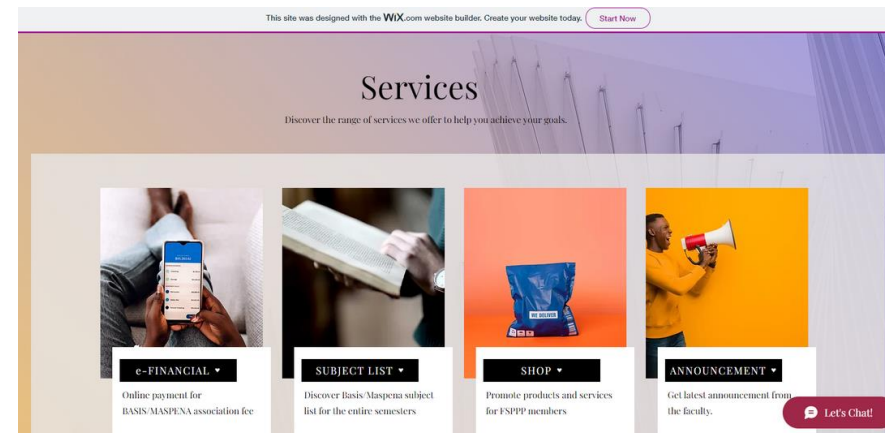 This site was designed with the WiX.com website builder. Create your website today. Start Now
Services
Discover the range of services we offer to help you achieve your goals.
WE DELIVER
e-FINANCIAL ♥
SUBJECT LIST ♥
SHOP ♥
ANNOUNCEMENT ♥
Online payment for
BASIS/MASPENA association fee
Discover Basis/Maspena subject
list for the entire semesters
Promote products and services
for FSPPP members
Get latest announcement from
the faculty.
Let's Chat!